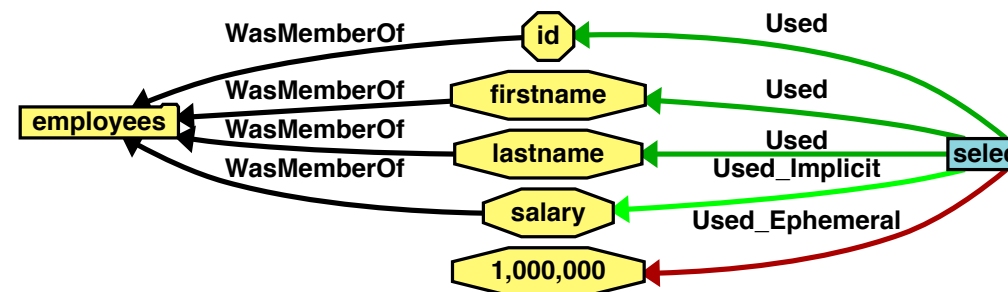 WasMemberOf
id
Used
WasMemberOf
firstname
Used
employees
WasMemberOf
lastname
Used
WasMemberOf
Used_Implicit
salary
Used_Ephemeral
1,000,000